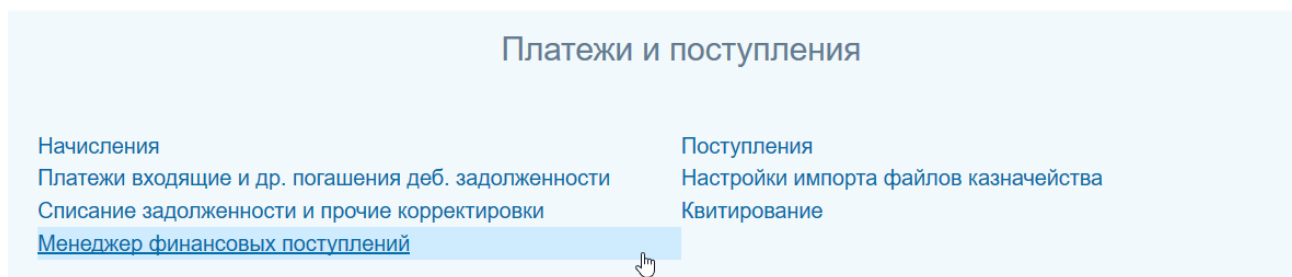 Платежи и поступления
Начисления
Платежи входящие и др. погашения деб. задолженности
Списание задолженности и прочие корректировки
Менеджер финансовых поступлений
Поступления
Настройки импорта файлов казначейства
Квитирование